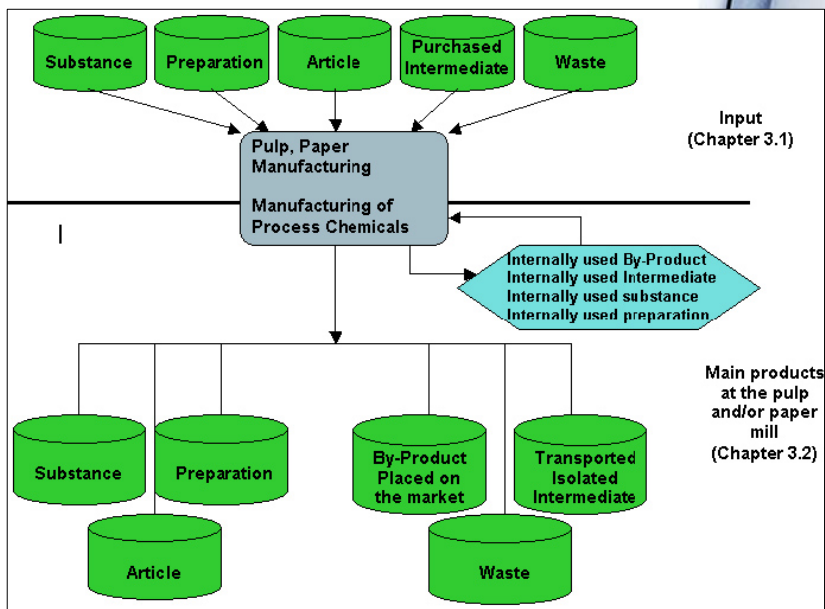 Substance
Preparation
Article
Purchased
Intermediate
Waste
Input
(Chapter 3.1)
Pulp, Paper
Manufacturing
Manufacturing of
Process Chemicals
Internally used By-Product
Internally used Intermediate
Internally used substance
Internally used preparation
Main products
at the pulp
and/or paper
mill
(Chapter 3.2)
Substance
Preparation
By-Product
Placed on
the market
Transported
Isolated
Intermediate
Article
Waste